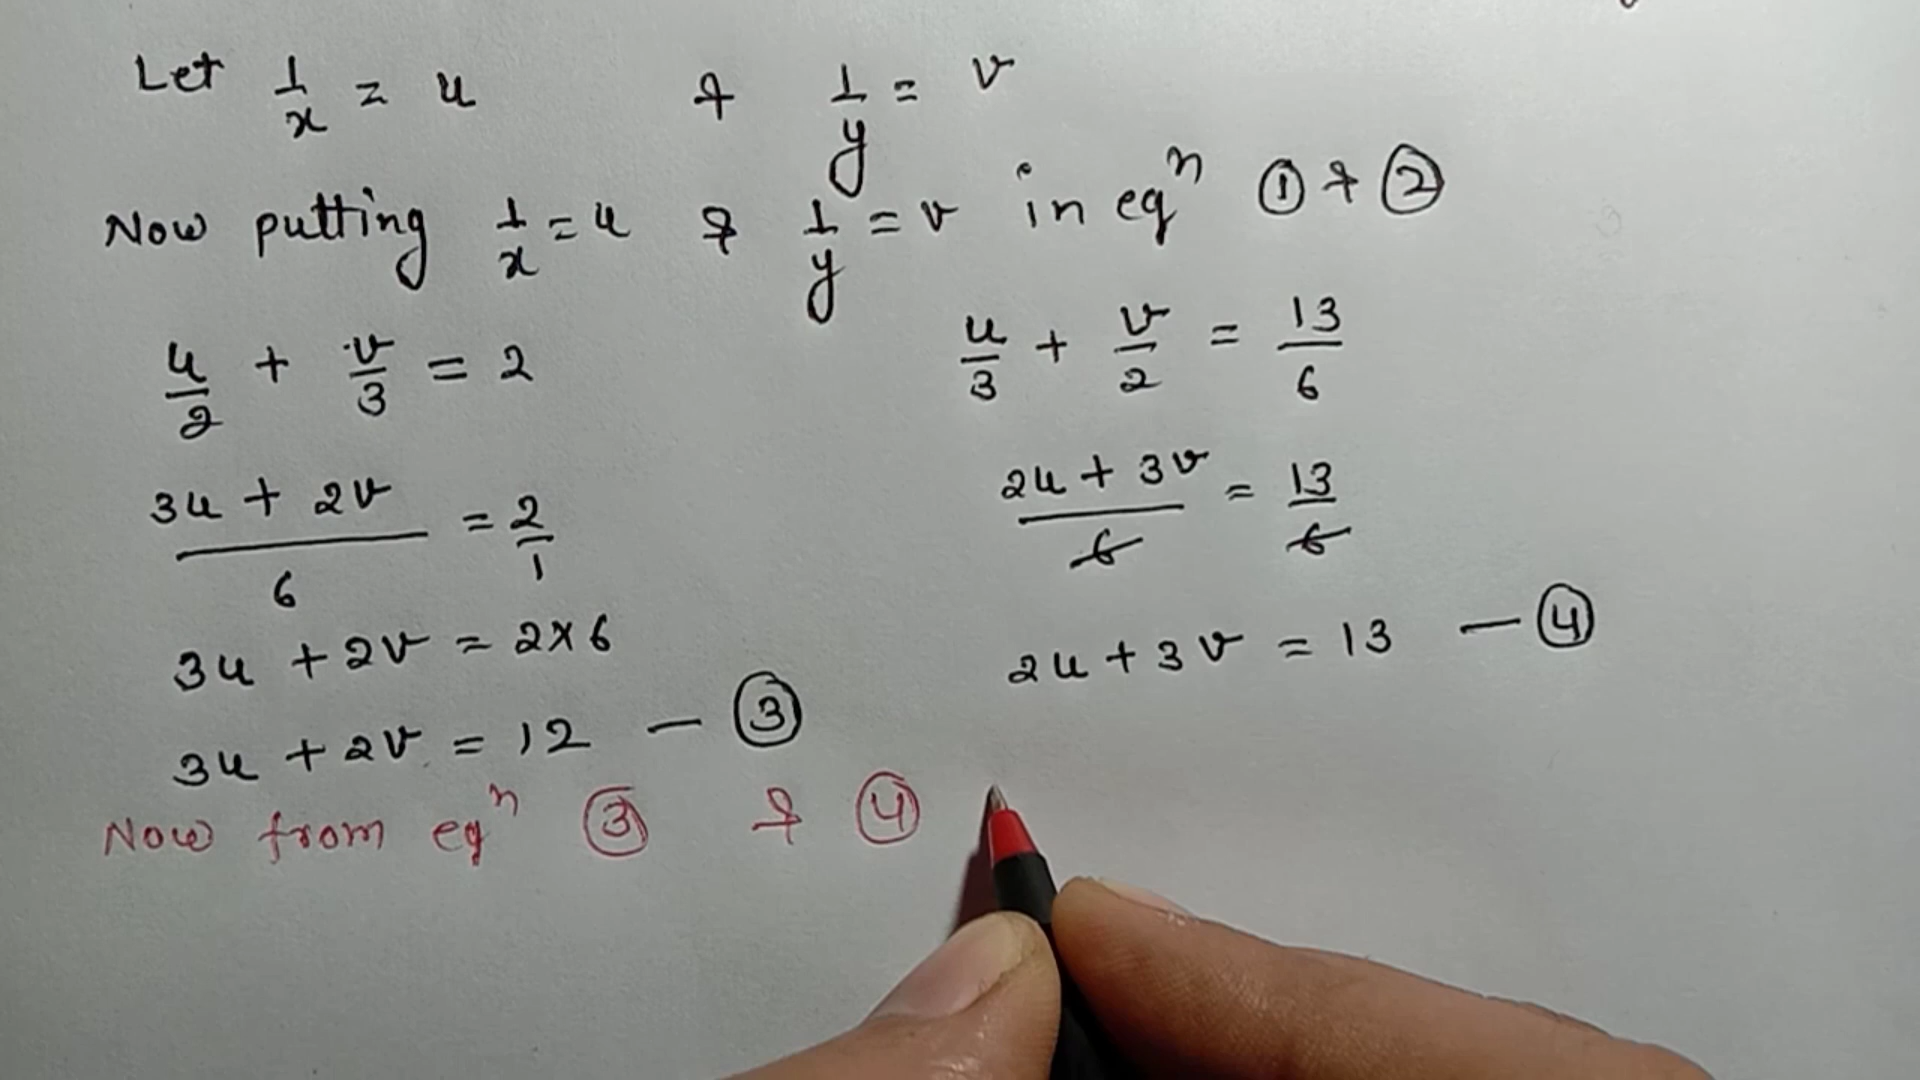 Let 1/x = u & 1/y = v
Now putting 1/x = u & 1/y = v in eqⁿ ① & ②
u/2 + v/3 = 2
3u + 2v / 6 = 2/1
3u + 2v = 2×6
3u + 2v = 12 — ③
u/3 + v/2 = 13/6
2u + 3v / 6 = 13/6
2u + 3v = 13 — ④
Now from eqⁿ ③ & ④